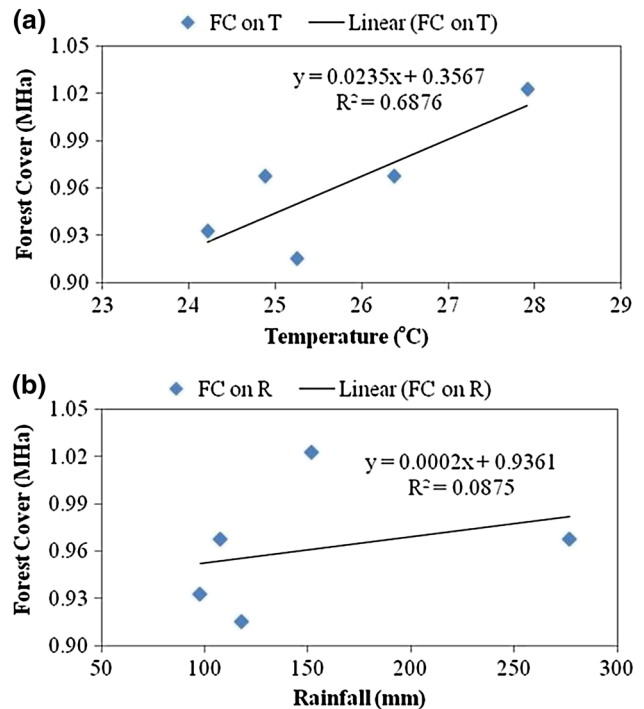 (a)
FC on T
Linear (FC on T)
1.05
1.02
0.99
0.96
0.93
0.90
Forest Cover (MHa)
y = 0.0235x + 0.3567
R² = 0.6876
23 24 25 26 27 28 29
Temperature (°C)
(b)
FC on R
Linear (FC on R)
1.05
1.02
0.99
0.96
0.93
0.90
Forest Cover (MHa)
y = 0.0002x + 0.9361
R² = 0.0875
50 100 150 200 250 300
Rainfall (mm)